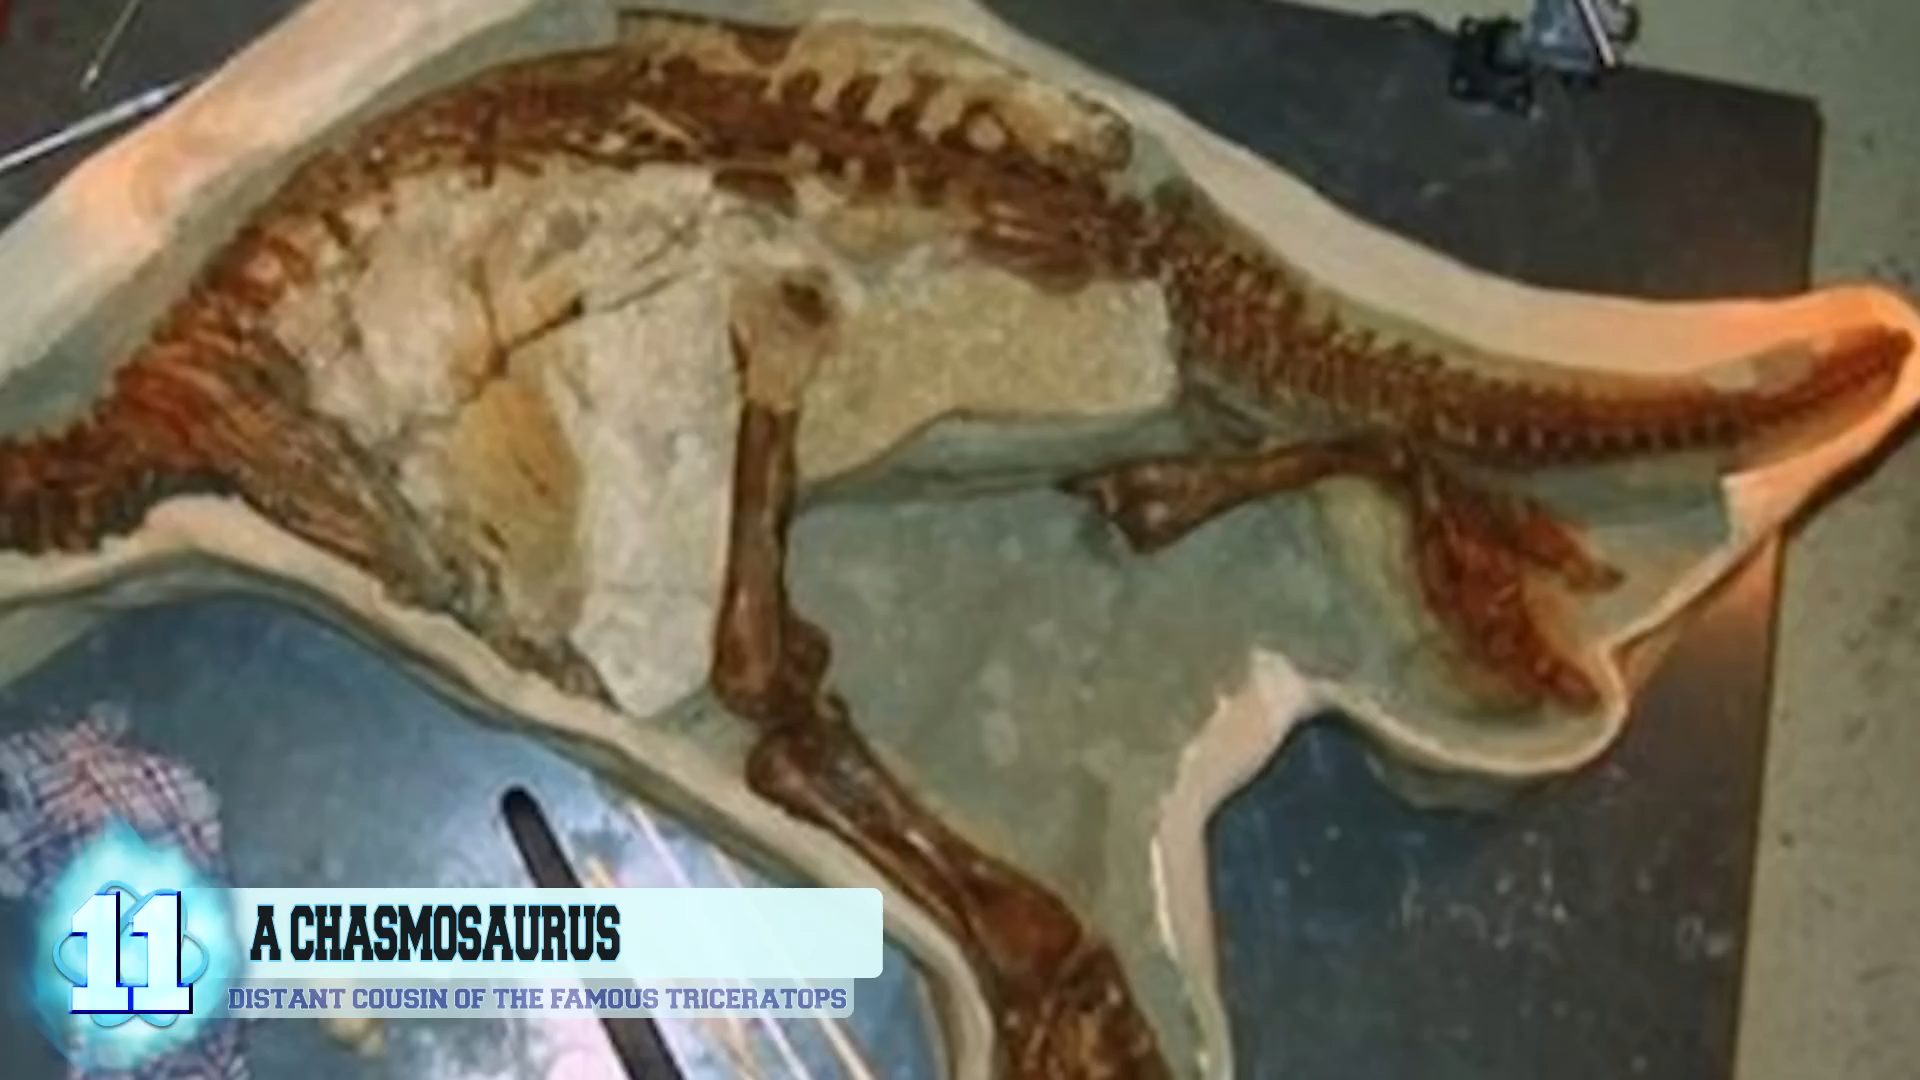 11
A CHASMOSAURUS
DISTANT COUSIN OF THE FAMOUS TRICERATOPS